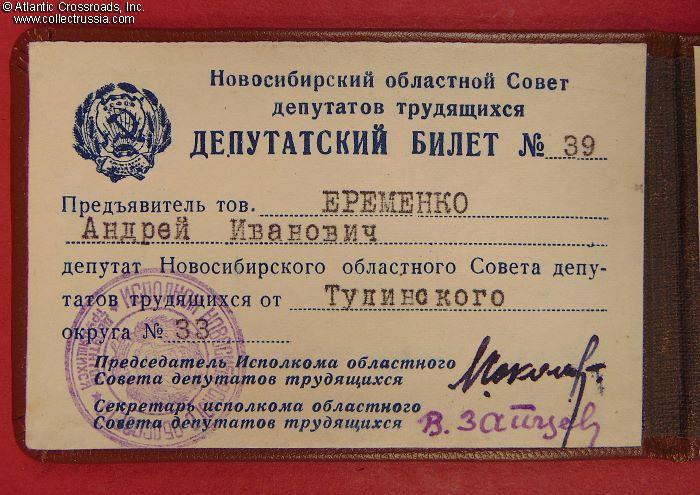 © Atlantic Crossroads, Inc.
www.collectrussia.com
Новосибирский областной Совет
депутатов трудящихся
ДЕПУТАТСКИЙ БИЛЕТ № 39
Предъявитель тов. ЕРЕМЕНКО
Андрей Иванович
депутат Новосибирского областного Совета депу-
татов трудящихся от Тулинского
округа № 33
Председатель Исполкома областного
Совета депутатов трудящихся
Секретарь исполкома областного
Совета депутатов трудящихся
В. Зайцев